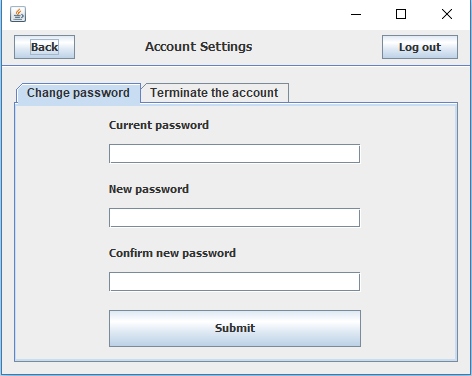 Back Account Settings Log out
Change password Terminate the account
Current password
New password
Confirm new password
Submit